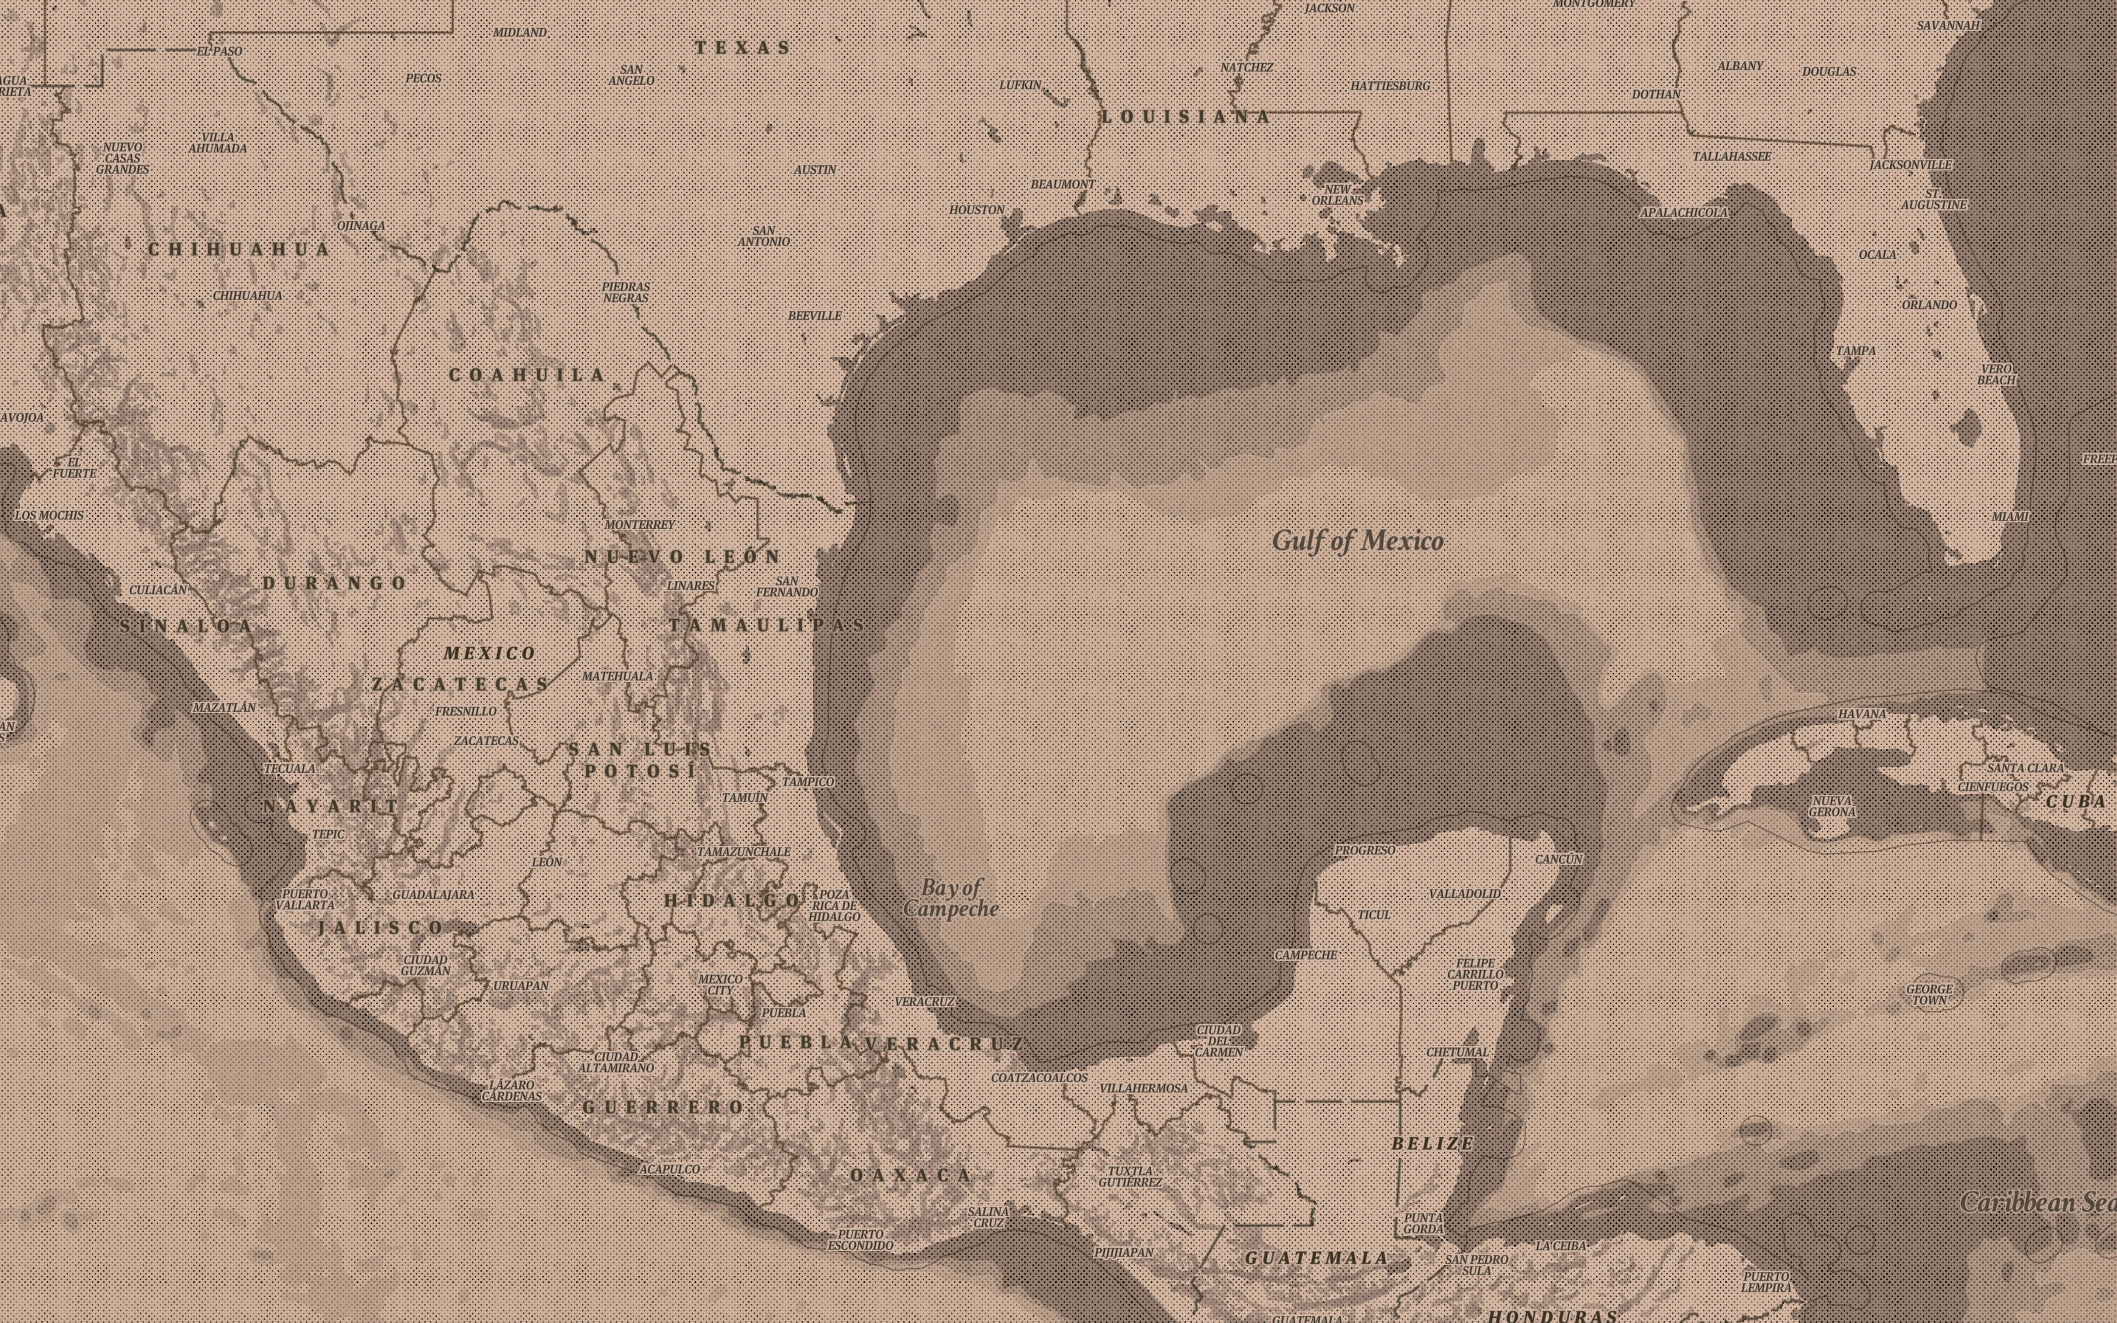 JACKSON
MONTGOMERY
SAVANNAH
MIDLAND
TEXAS
EL PASO
PECOS
SAN
ANGELO
LUFKIN
NATCHEZ
HATTIESBURG
ALBANY
DOUGLAS
DOTHAN
AGUA
RIETA
LOUISIANA
NUEVO
CASAS
GRANDES
VILLA
AHUMADA
AUSTIN
BEAUMONT
NEW
ORLEANS
TALLAHASSEE
JACKSONVILLE
ST.
AUGUSTINE
HOUSTON
APALACHICOLA
OJINAGA
CHIHUAHUA
SAN
ANTONIO
OCALA
CHIHUAHUA
PIEDRAS
NEGRAS
BEEVILLE
ORLANDO
TAMPA
VERO
BEACH
COAHUILA
AVOJOA
EL
FUERTE
FREEP
LOS MOCHIS
MONTERREY
MIAMI
Gulf of Mexico
NUEVO LEÓN
DURANGO
CULIACÁN
LINARES
SAN
FERNANDO
SINALOA
TAMAULIPAS
MEXICO
ZACATECAS
MATEHUALA
MAZATLÁN
FRESNILLO
HAVANA
ZACATECAS
SAN LUIS
POTOSÍ
TECUALA
TAMPICO
SANTA CLARA
CIENFUEGOS
CUBA
NAYARIT
TAMUÍN
NUEVA
GERONA
TEPIC
TAMAZUNCHALE
PROGRESO
CANCÚN
LEÓN
PUERTO
VALLARTA
GUADALAJARA
HIDALGO
POZA
RICA DE
HIDALGO
Bay of
Campeche
VALLADOLID
TICUL
JALISCO
CIUDAD
GUZMÁN
CAMPECHE
FELIPE
CARRILLO
PUERTO
URUAPAN
MEXICO
CITY
PUEBLA
VERACRUZ
GEORGE
TOWN
PUEBLA
VERACRUZ
CIUDAD
DEL
CARMEN
CHETUMAL
CIUDAD
ALTAMIRANO
LÁZARO
CÁRDENAS
COATZACOALCOS
VILLAHERMOSA
GUERRERO
BELIZE
ACAPULCO
OAXACA
TUXTLA
GUTIÉRREZ
Caribbean Sea
SALINA
CRUZ
PUNTA
GORDA
PUERTO
ESCONDIDO
PIJIJIAPAN
GUATEMALA
LA CEIBA
SAN PEDRO
SULA
PUERTO
LEMPIRA
GUATEMALA
HONDURAS